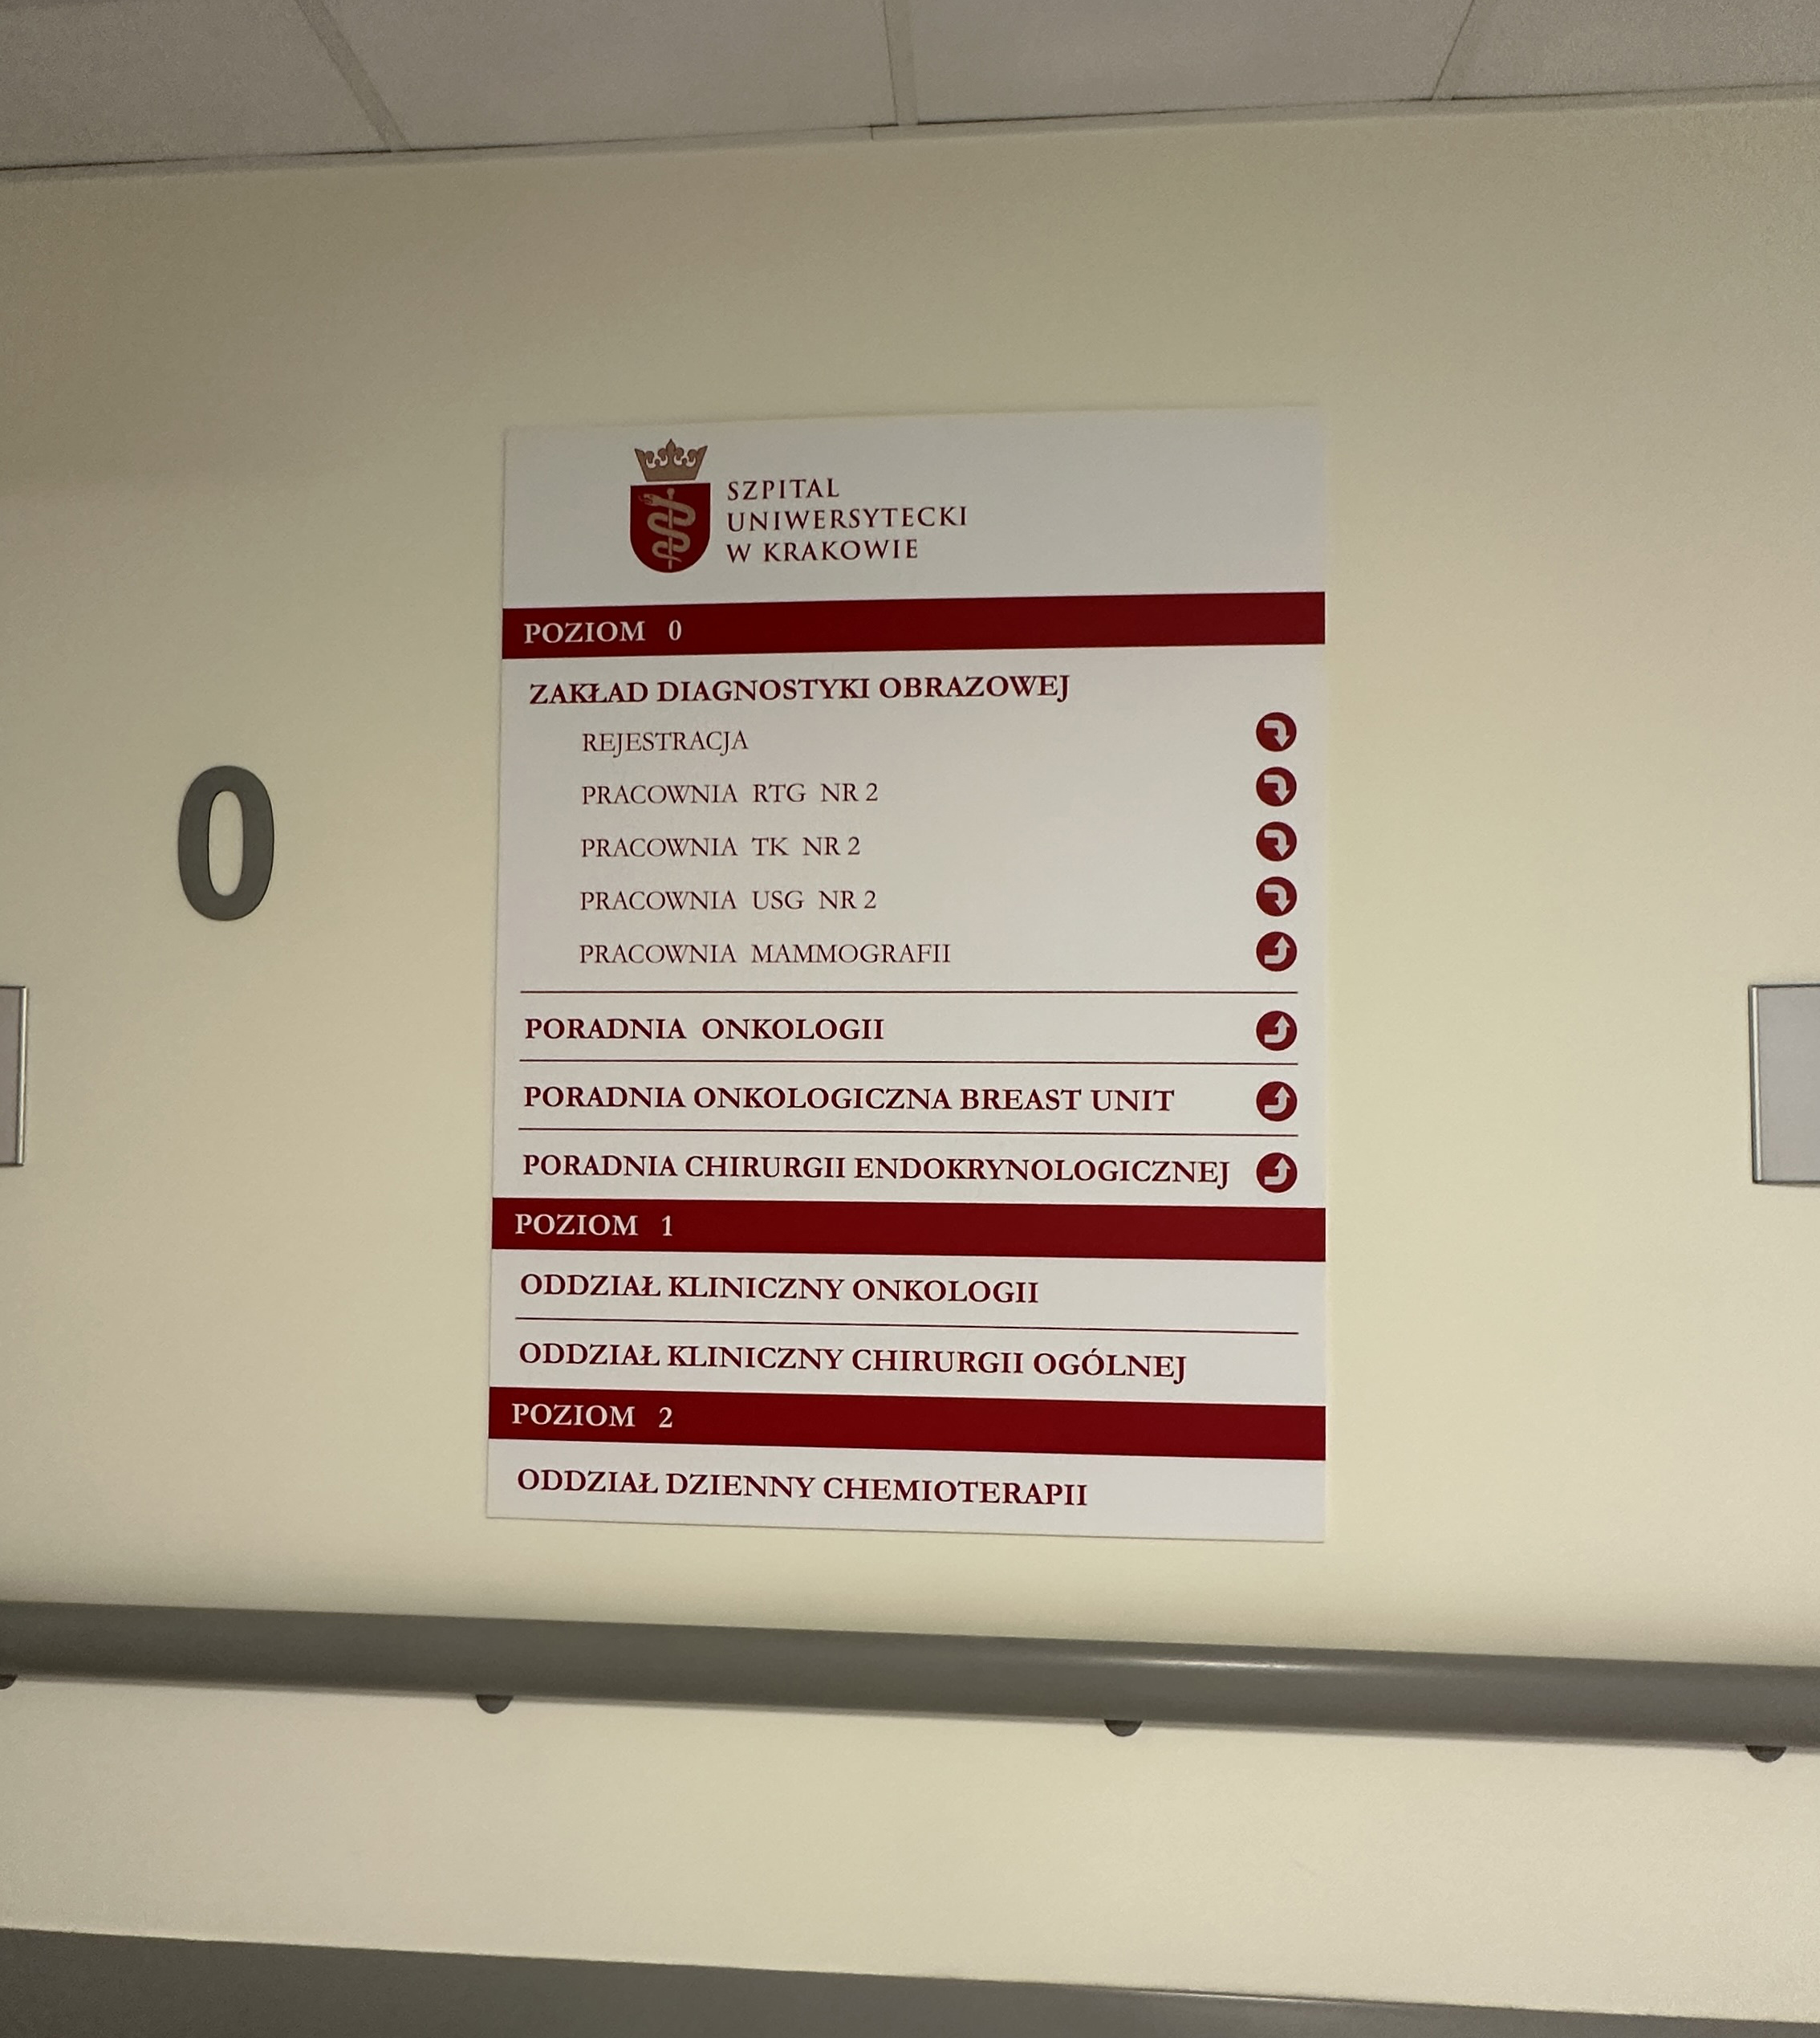 SZPITAL
UNIWERSYTECKI
W KRAKOWIE
POZIOM 0
ZAKŁAD DIAGNOSTYKI OBRAZOWEJ
REJESTRACJA
PRACOWNIA RTG NR 2
PRACOWNIA TK NR 2
PRACOWNIA USG NR 2
PRACOWNIA MAMMOGRAFII
PORADNIA ONKOLOGII
PORADNIA ONKOLOGICZNA BREAST UNIT
PORADNIA CHIRURGII ENDOKRYNOLOGICZNEJ
POZIOM 1
ODDZIAŁ KLINICZNY ONKOLOGII
ODDZIAŁ KLINICZNY CHIRURGII OGÓLNEJ
POZIOM 2
ODDZIAŁ DZIENNY CHEMIOTERAPII
0